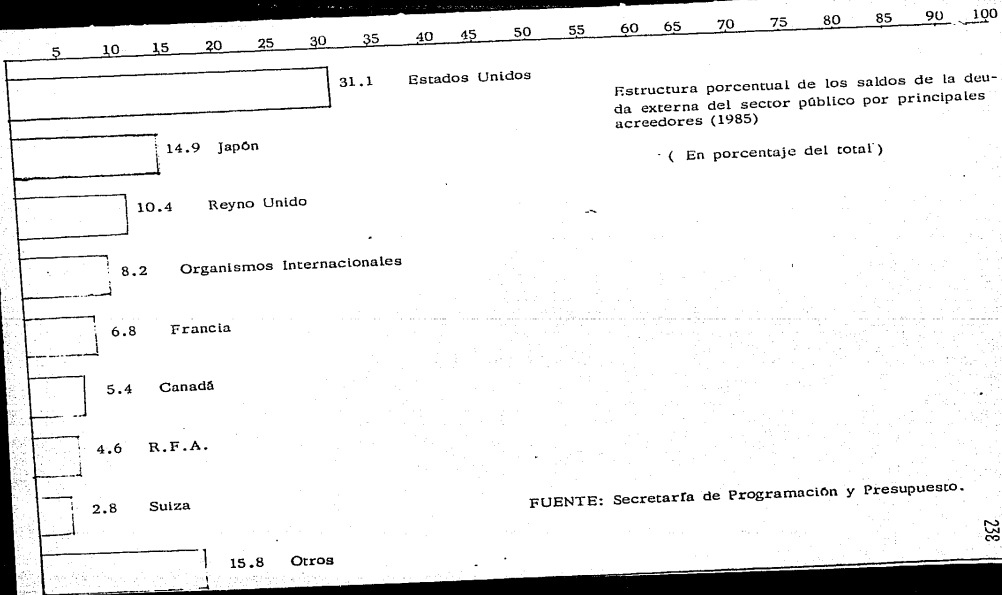 5 10 15 20 25 30 35 40 45 50 55 60 65 70 75 80 85 90 100
31.1 Estados Unidos
Estructura porcentual de los saldos de la deu-
da externa del sector público por principales
acreedores (1985)
( En porcentaje del total )
14.9 Japón
10.4 Reyno Unido
8.2 Organismos Internacionales
6.8 Francia
5.4 Canadá
4.6 R.F.A.
2.8 Suiza
FUENTE: Secretaría de Programación y Presupuesto.
238
15.8 Otros